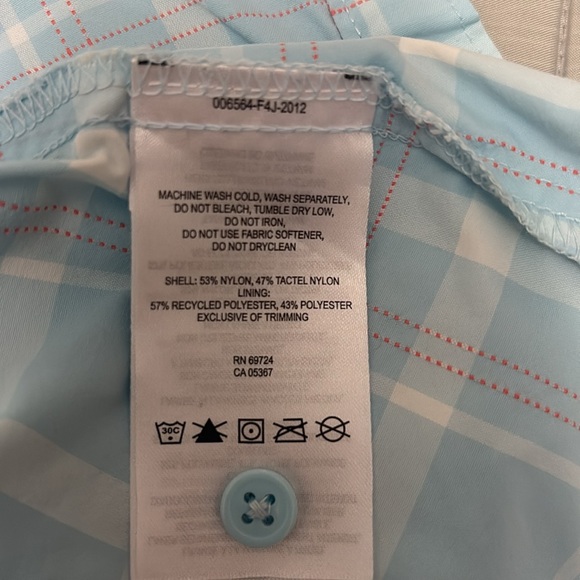 006564-F4J-2012
MACHINE WASH COLD, WASH SEPARATELY,
DO NOT BLEACH, TUMBLE DRY LOW,
DO NOT IRON,
DO NOT USE FABRIC SOFTENER,
DO NOT DRYCLEAN
SHELL: 53% NYLON, 47% TACTEL NYLON
LINING:
57% RECYCLED POLYESTER, 43% POLYESTER
EXCLUSIVE OF TRIMMING
RN 69724
CA 05367
30C